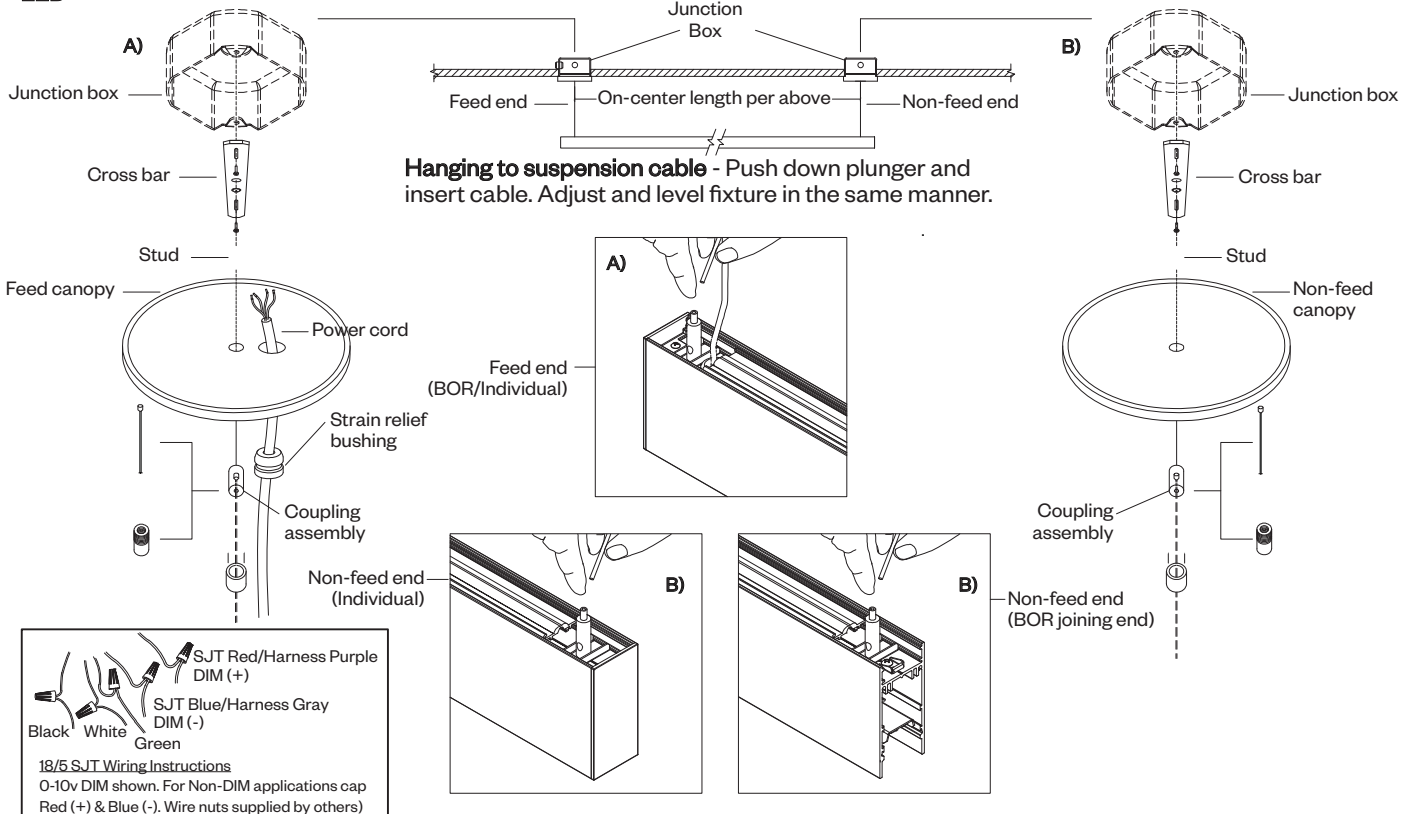 A)
Junction box
Cross bar
Stud
Feed canopy
Power cord
Strain relief
bushing
Coupling
assembly
Junction
Box
Feed end
On-center length per above
Non-feed end
Hanging to suspension cable - Push down plunger and
insert cable. Adjust and level fixture in the same manner.
A)
Feed end
(BOR/Individual)
Non-feed end
(Individual)
B)
B)
Non-feed end
(BOR joining end)
B)
Junction box
Cross bar
Stud
Non-feed
canopy
Coupling
assembly
SJT Red/Harness Purple
DIM (+)
SJT Blue/Harness Gray
DIM (-)
Black White
Green
18/5 SJT Wiring Instructions
0-10v DIM shown. For Non-DIM applications cap
Red (+) & Blue (-). Wire nuts supplied by others)